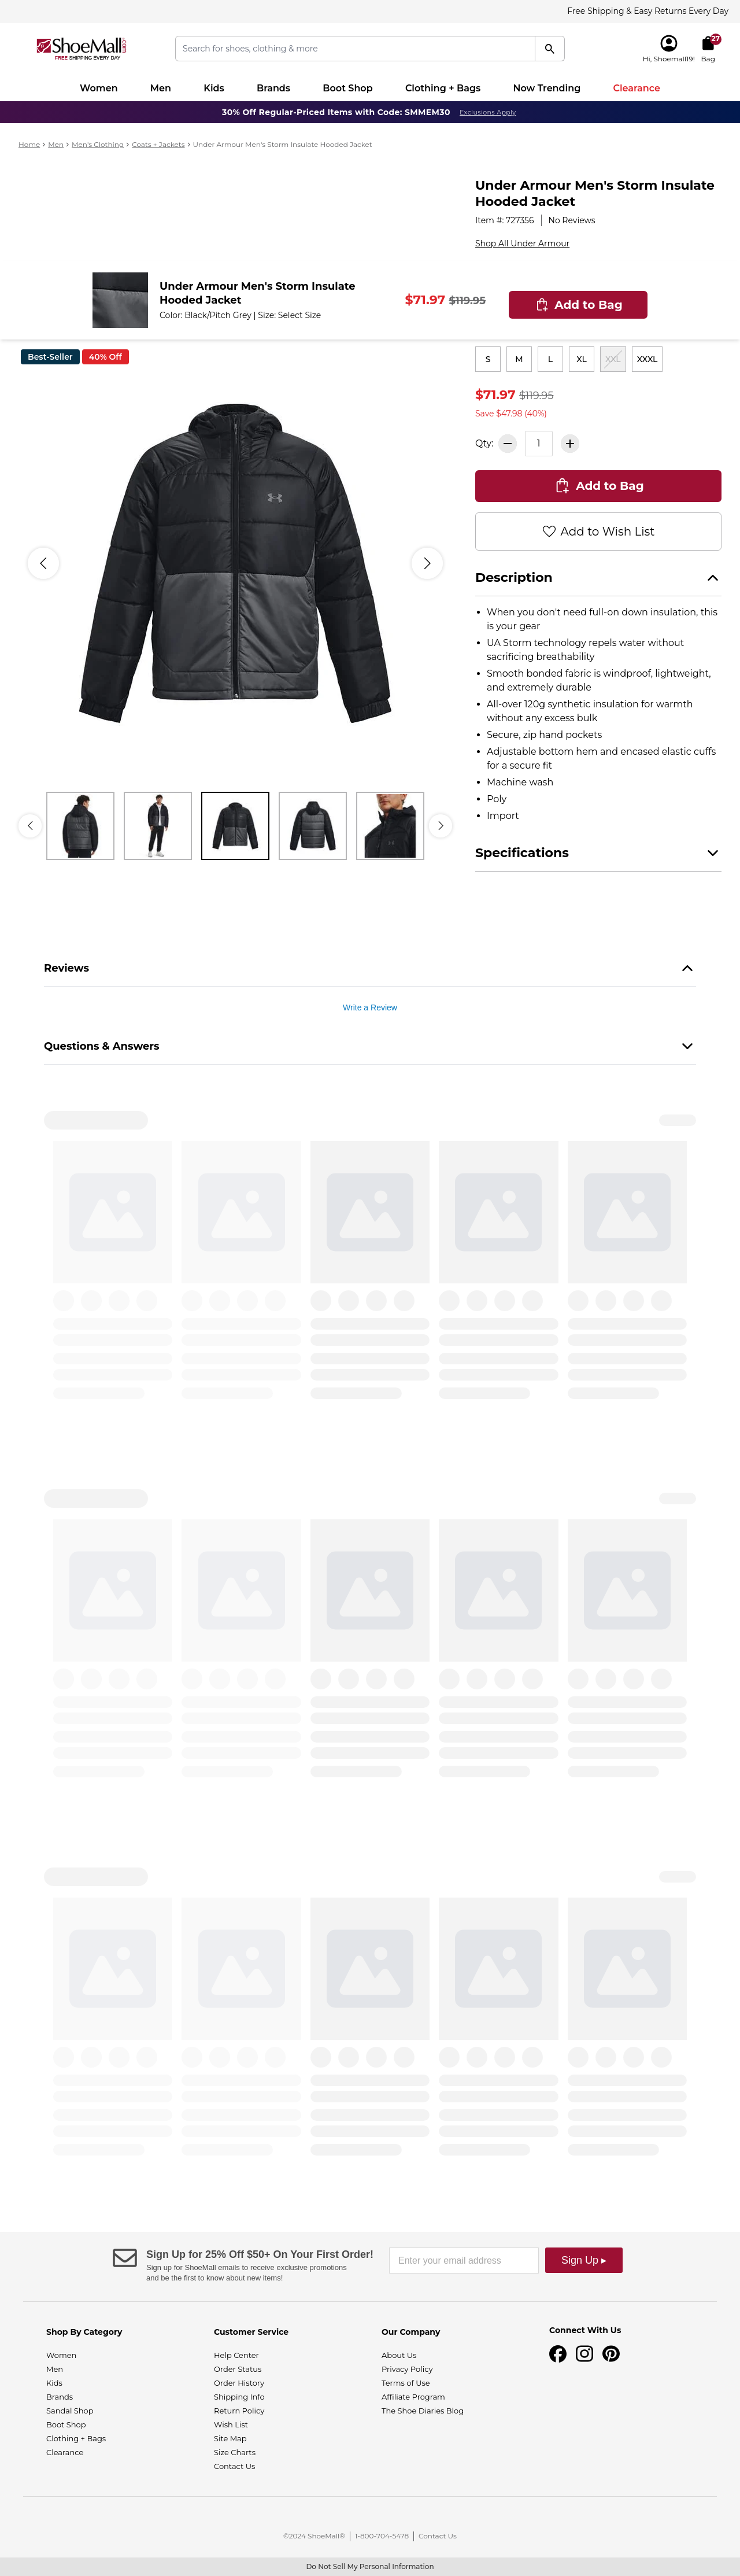 Free Shipping & Easy Returns Every Day
ShoeMall.com
FREE SHIPPING EVERY DAY
Search for shoes, clothing & more
Hi, Shoemall19!
27
Bag
Women
Men
Kids
Brands
Boot Shop
Clothing + Bags
Now Trending
Clearance
30% Off Regular-Priced Items with Code: SMMEM30 Exclusions Apply
Home > Men > Men's Clothing > Coats + Jackets > Under Armour Men's Storm Insulate Hooded Jacket
Under Armour Men's Storm Insulate
Hooded Jacket
Item #: 727356 | No Reviews
Shop All Under Armour
Under Armour Men's Storm Insulate
Hooded Jacket
Color: Black/Pitch Grey | Size: Select Size
$71.97 $119.95
Add to Bag
Best-Seller
40% Off
S
M
L
XL
XXL
XXXL
$71.97 $119.95
Save $47.98 (40%)
Qty:
1
Add to Bag
Add to Wish List
Description
• When you don't need full-on down insulation, this
is your gear
• UA Storm technology repels water without
sacrificing breathability
• Smooth bonded fabric is windproof, lightweight,
and extremely durable
• All-over 120g synthetic insulation for warmth
without any excess bulk
• Secure, zip hand pockets
• Adjustable bottom hem and encased elastic cuffs
for a secure fit
• Machine wash
• Poly
• Import
Specifications
Reviews
Write a Review
Questions & Answers
Sign Up for 25% Off $50+ On Your First Order!
Sign up for ShoeMall emails to receive exclusive promotions
and be the first to know about new items!
Enter your email address
Sign Up ▸
Shop By Category
Women
Men
Kids
Brands
Sandal Shop
Boot Shop
Clothing + Bags
Clearance
Customer Service
Help Center
Order Status
Order History
Shipping Info
Return Policy
Wish List
Site Map
Size Charts
Contact Us
Our Company
About Us
Privacy Policy
Terms of Use
Affiliate Program
The Shoe Diaries Blog
Connect With Us
©2024 ShoeMall® | 1-800-704-5478 | Contact Us
Do Not Sell My Personal Information